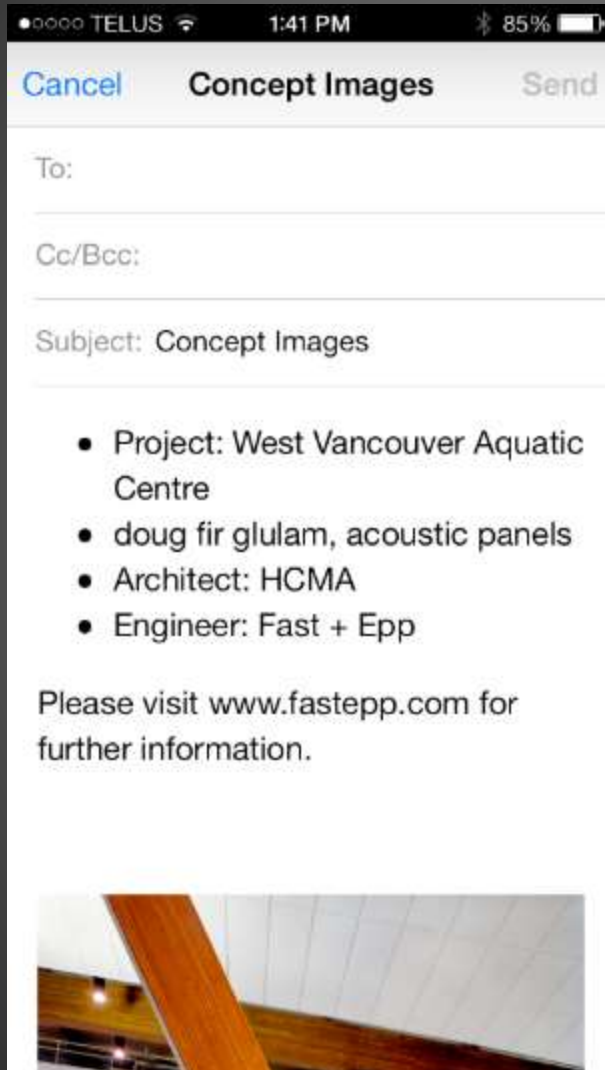 TELUS 1:41 PM 85%
Cancel Concept Images Send
To:
Cc/Bcc:
Subject: Concept Images
• Project: West Vancouver Aquatic
Centre
• doug fir glulam, acoustic panels
• Architect: HCMA
• Engineer: Fast + Epp
Please visit www.fastepp.com for
further information.